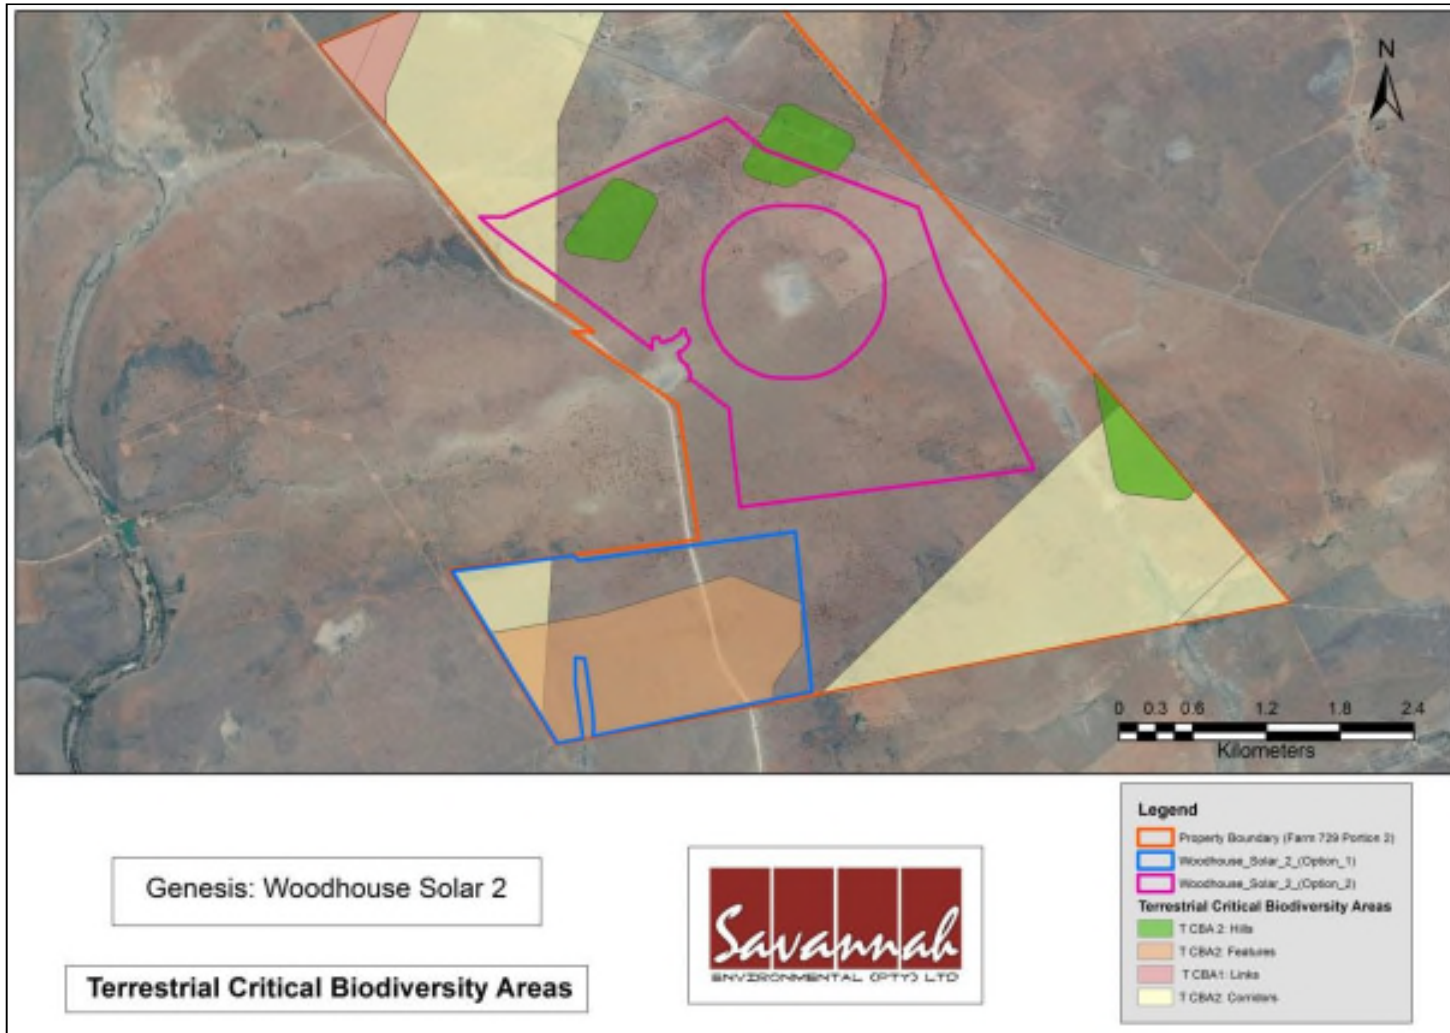 N
0 0.3 0.6 1.2 1.8 2.4
Kilometers
Genesis: Woodhouse Solar 2
Terrestrial Critical Biodiversity Areas
Savannah
ENVIRONMENTAL (PTY) LTD
Legend
Property Boundary (Farm 729 Portion 2)
Woodhouse_Solar_2_(Option_1)
Woodhouse_Solar_2_(Option_2)
Terrestrial Critical Biodiversity Areas
T CBA 2: Hills
T CBA2: Features
T CBA1: Links
T CBA2: Corridors